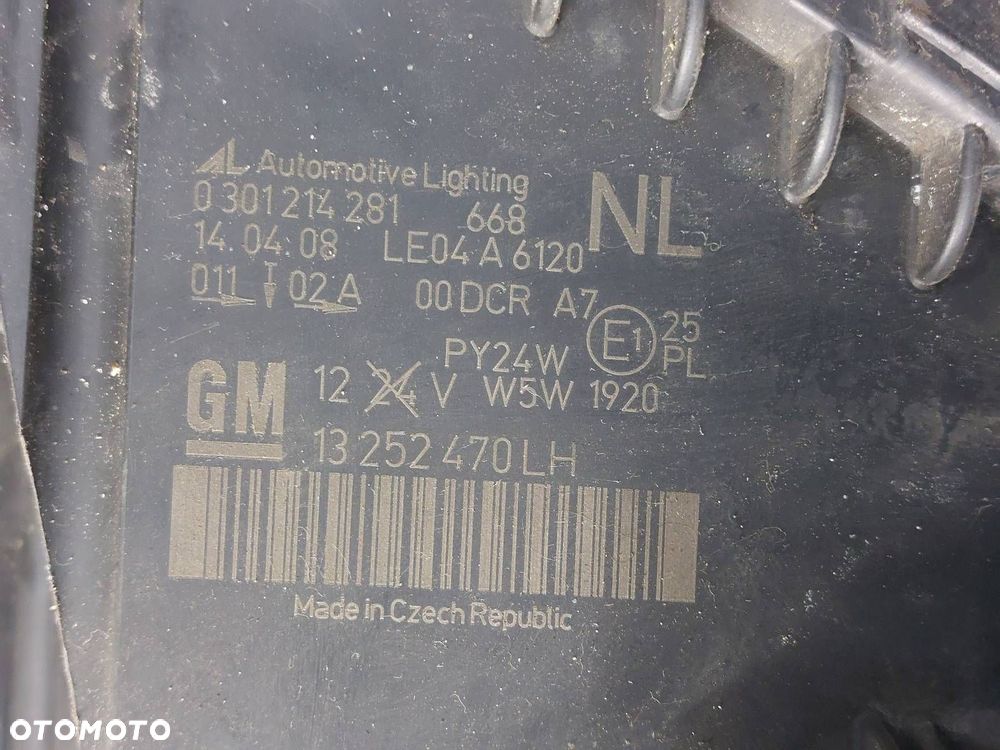 AL Automotive Lighting
0 301 214 281 668 NL
14.04.08 LE04 A 6120
011 02 A 00 DCR A7
E1 25
PY24W PL
GM 12 24 V W5W 1920
13 252 470 LH
Made in Czech Republic
OTOMOTO